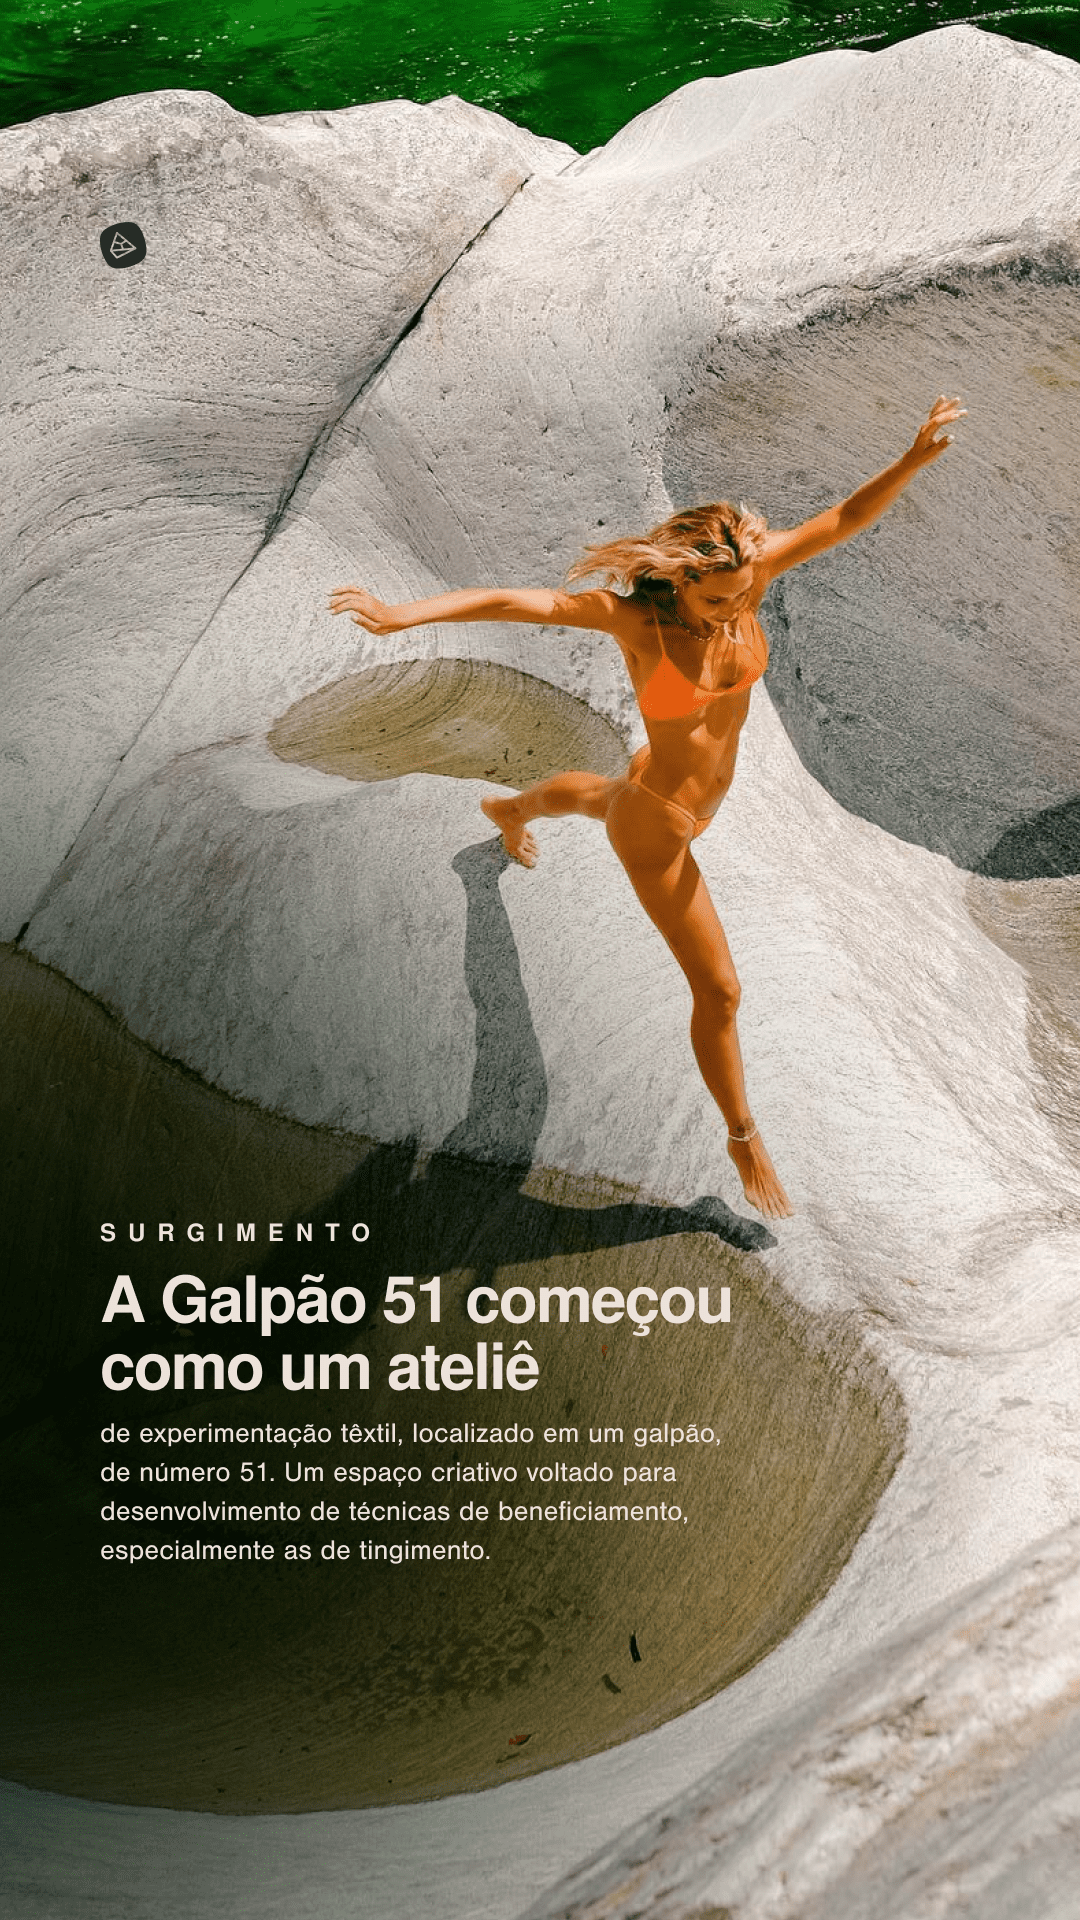 SURGIMENTO
A Galpão 51 começou
como um ateliê
de experimentação têxtil, localizado em um galpão,
de número 51. Um espaço criativo voltado para
desenvolvimento de técnicas de beneficiamento,
especialmente as de tingimento.